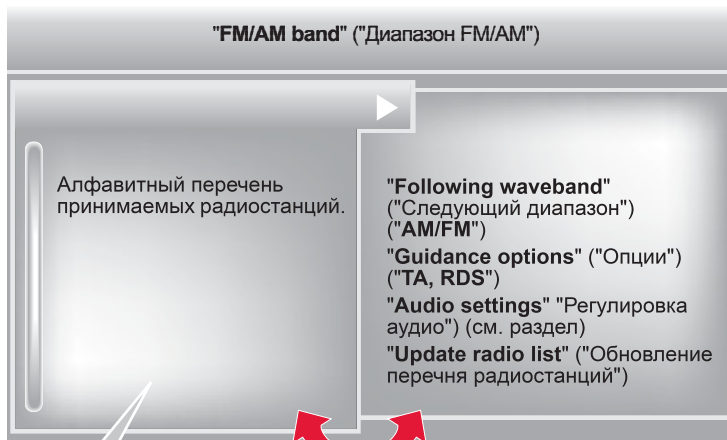 "FM/AM band" ("Диапазон FM/AM")
Алфавитный перечень
принимаемых радиостанций.
"Following waveband"
("Следующий диапазон")
("AM/FM")
"Guidance options" ("Опции")
("TA, RDS")
"Audio settings" "Регулировка
аудио") (см. раздел)
"Update radio list" ("Обновление
перечня радиостанций")